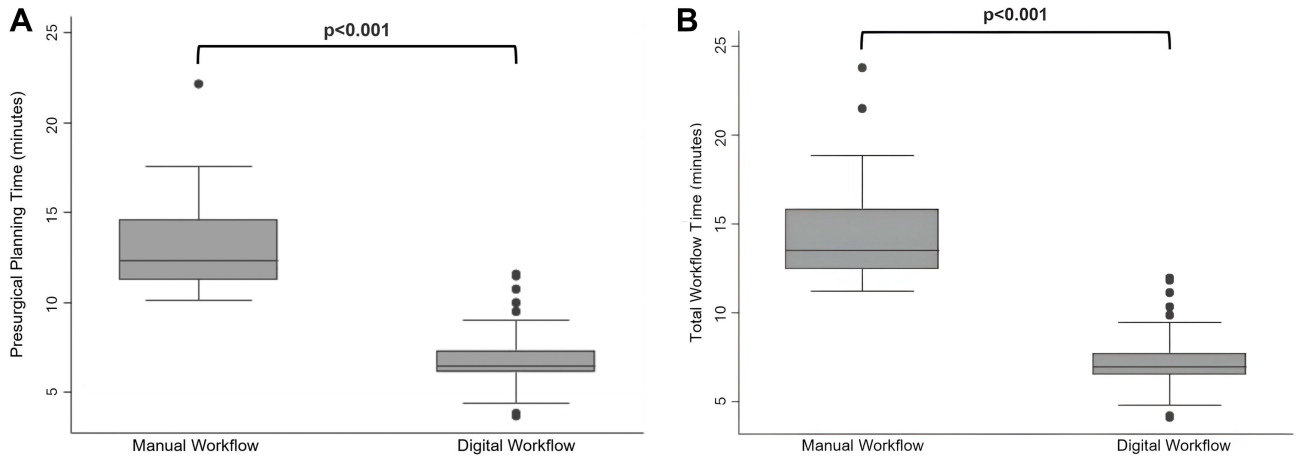 A
p<0.001
Presurgical Planning Time (minutes)
25
20
15
10
5
Manual Workflow
Digital Workflow
B
p<0.001
Total Workflow Time (minutes)
25
20
15
10
5
Manual Workflow
Digital Workflow